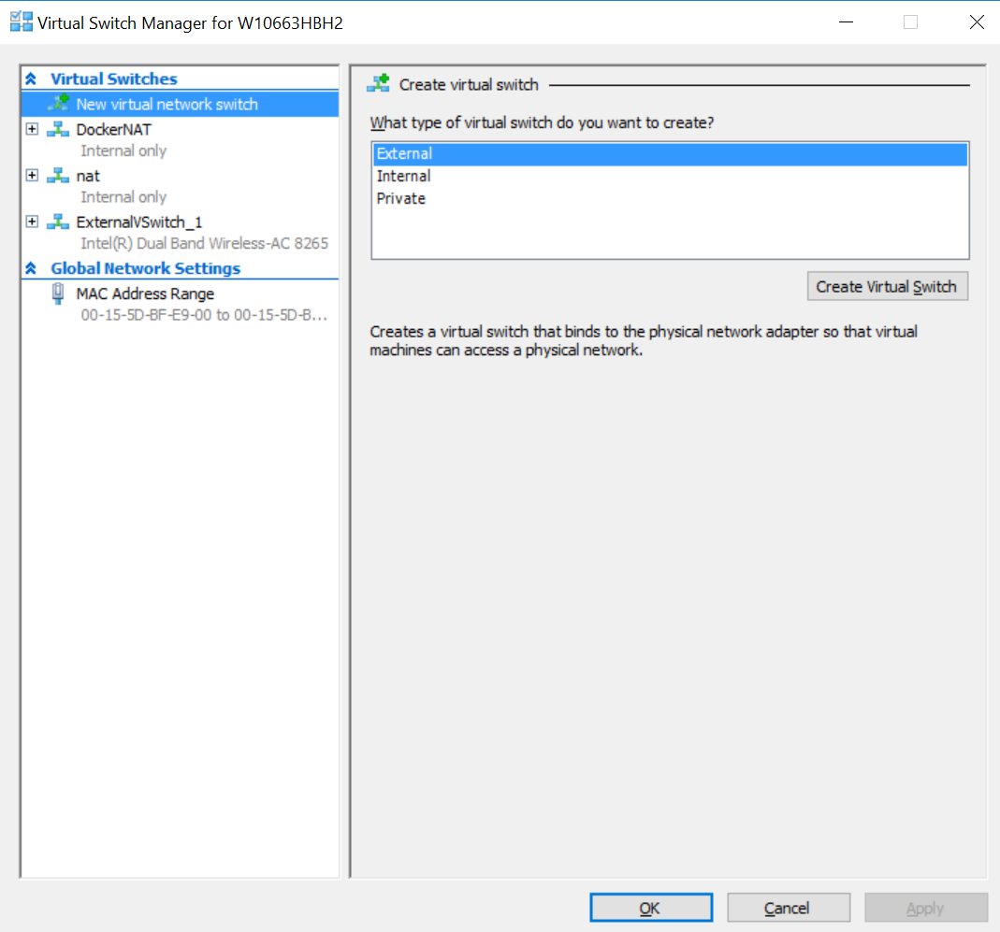 Virtual Switch Manager for W10663HBH2
Virtual Switches
New virtual network switch
DockerNAT
Internal only
nat
Internal only
ExternalVSwitch_1
Intel(R) Dual Band Wireless-AC 8265
Global Network Settings
MAC Address Range
00-15-5D-BF-E9-00 to 00-15-5D-B...
Create virtual switch
What type of virtual switch do you want to create?
External
Internal
Private
Create Virtual Switch
Creates a virtual switch that binds to the physical network adapter so that virtual
machines can access a physical network.
OK
Cancel
Apply